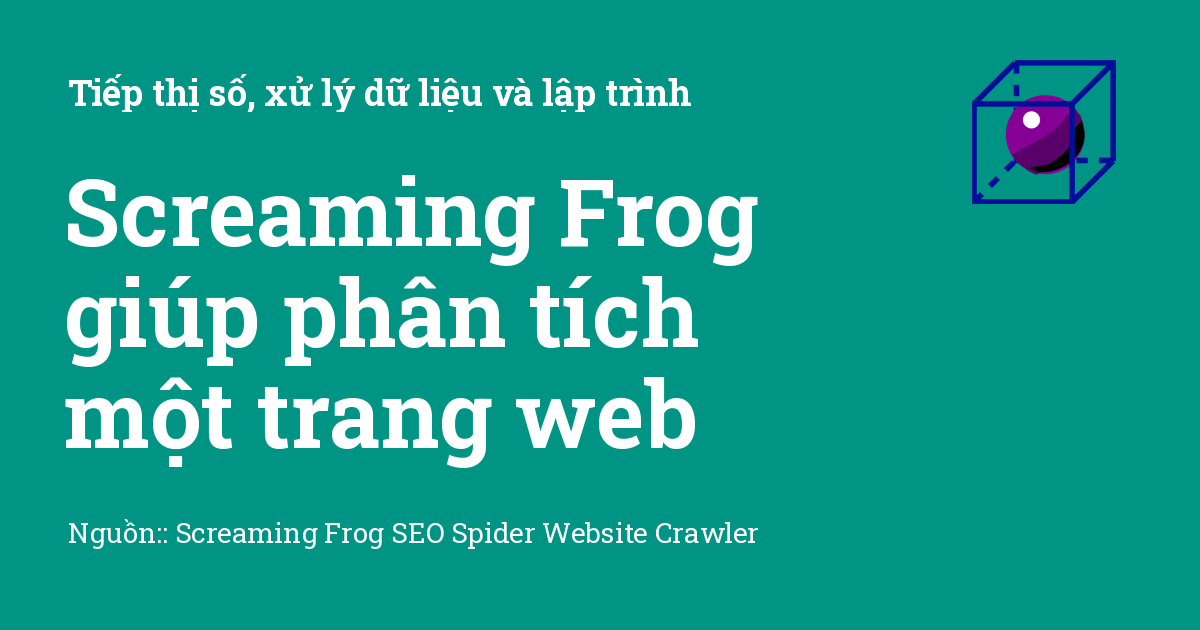 Tiếp thị số, xử lý dữ liệu và lập trình
Screaming Frog
giúp phân tích
một trang web
Nguồn:: Screaming Frog SEO Spider Website Crawler